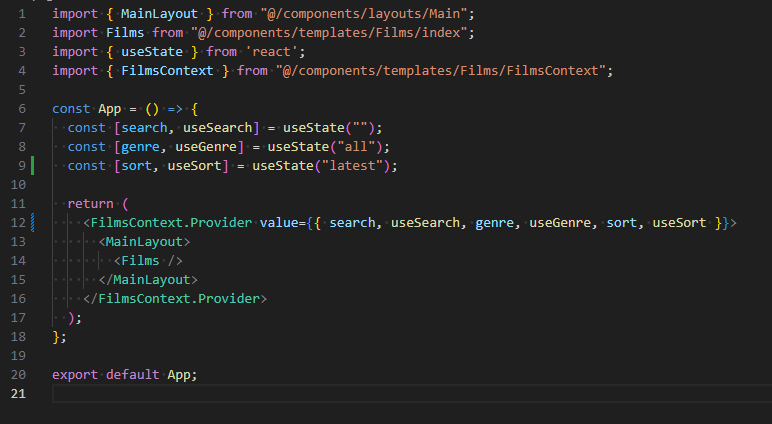 1 import { MainLayout } from "@/components/layouts/Main";
2 import Films from "@/components/templates/Films/index";
3 import { useState } from 'react';
4 import { FilmsContext } from "@/components/templates/Films/FilmsContext";
5
6 const App = () => {
7   const [search, useSearch] = useState("");
8   const [genre, useGenre] = useState("all");
9   const [sort, useSort] = useState("latest");
10
11   return (
12     <FilmsContext.Provider value={{ search, useSearch, genre, useGenre, sort, useSort }}>
13       <MainLayout>
14         <Films />
15       </MainLayout>
16     </FilmsContext.Provider>
17   );
18 };
19
20 export default App;
21